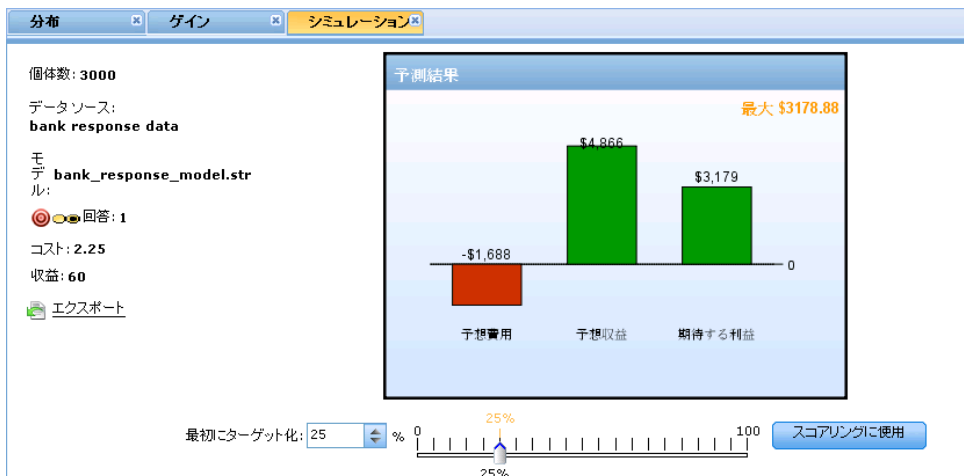 分布
ゲイン
シミュレーション
個体数: 3000
データ ソース:
bank response data
モデル: bank_response_model.str
回答: 1
コスト: 2.25
収益: 60
エクスポート
予測結果
最大 $3178.88
$4,866
$3,179
-$1,688
0
予想費用
予想収益
期待する利益
最初にターゲット化: 25 %
25%
0
100
25%
スコアリングに使用